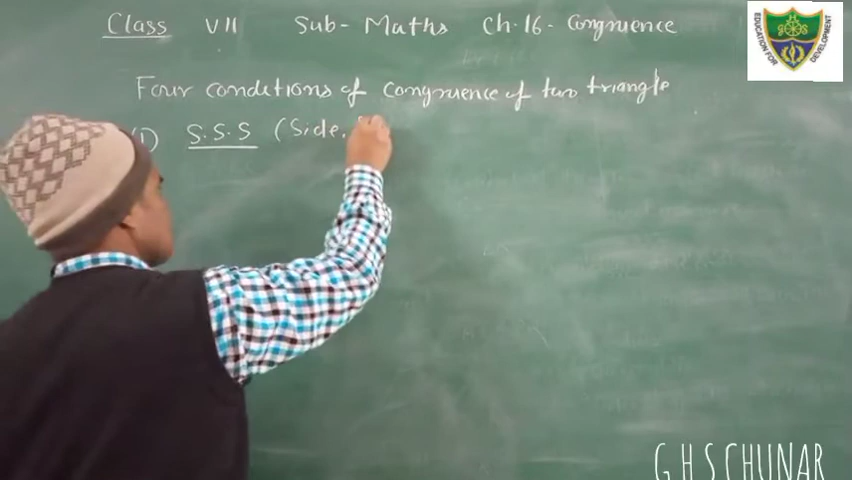 Class VII Sub- Maths Ch-16- Congruence
Four conditions of congruence of two triangle
(1) S.S.S (Side.
EDUCATION FOR DEVELOPMENT
G H S CHUNAR